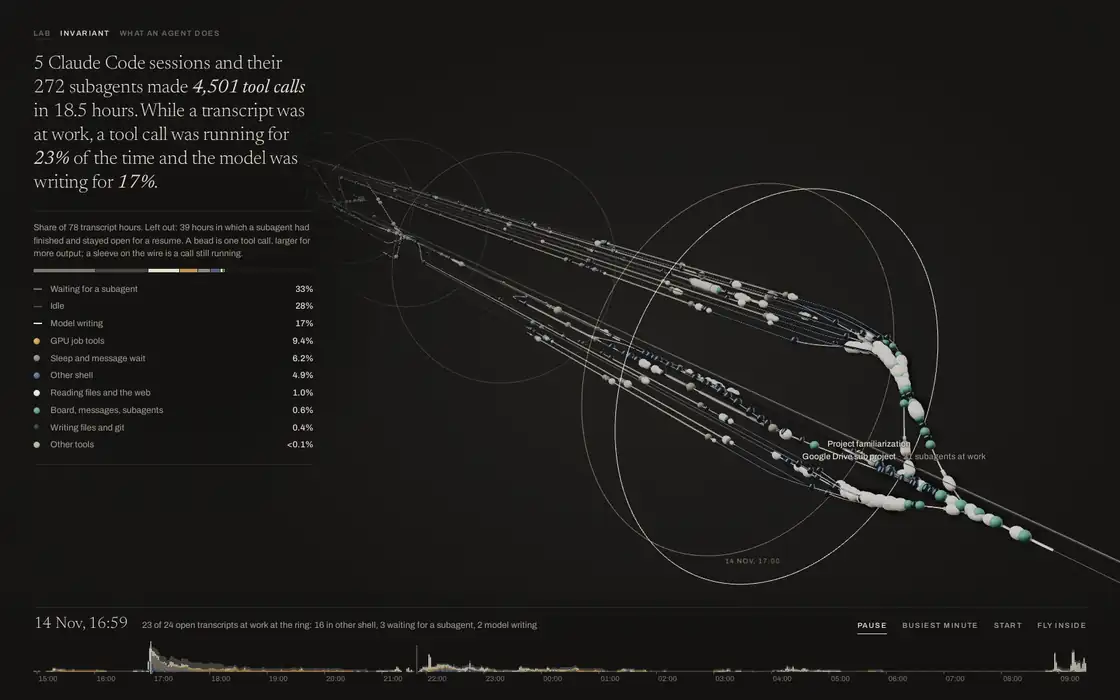 LAB INVARIANT WHAT AN AGENT DOES
5 Claude Code sessions and their
272 subagents made 4,501 tool calls
in 18.5 hours. While a transcript was
at work, a tool call was running for
23% of the time and the model was
writing for 17%.
Share of 78 transcript hours. Left out: 39 hours in which a subagent had
finished and stayed open for a resume. A bead is one tool call, larger for
more output; a sleeve on the wire is a call still running.
Waiting for a subagent 33%
Idle 28%
Model writing 17%
GPU job tools 9.4%
Sleep and message wait 6.2%
Other shell 4.9%
Reading files and the web 1.0%
Board, messages, subagents 0.6%
Writing files and git 0.4%
Other tools <0.1%
Project familiarization
Google Drive sub project subagents at work
14 NOV, 17:00
14 Nov, 16:59
23 of 24 open transcripts at work at the ring: 16 in other shell, 3 waiting for a subagent, 2 model writing
PAUSE BUSIEST MINUTE START FLY INSIDE
15:00 16:00 17:00 18:00 19:00 20:00 21:00 22:00 23:00 00:00 01:00 02:00 03:00 04:00 05:00 06:00 07:00 08:00 09:00